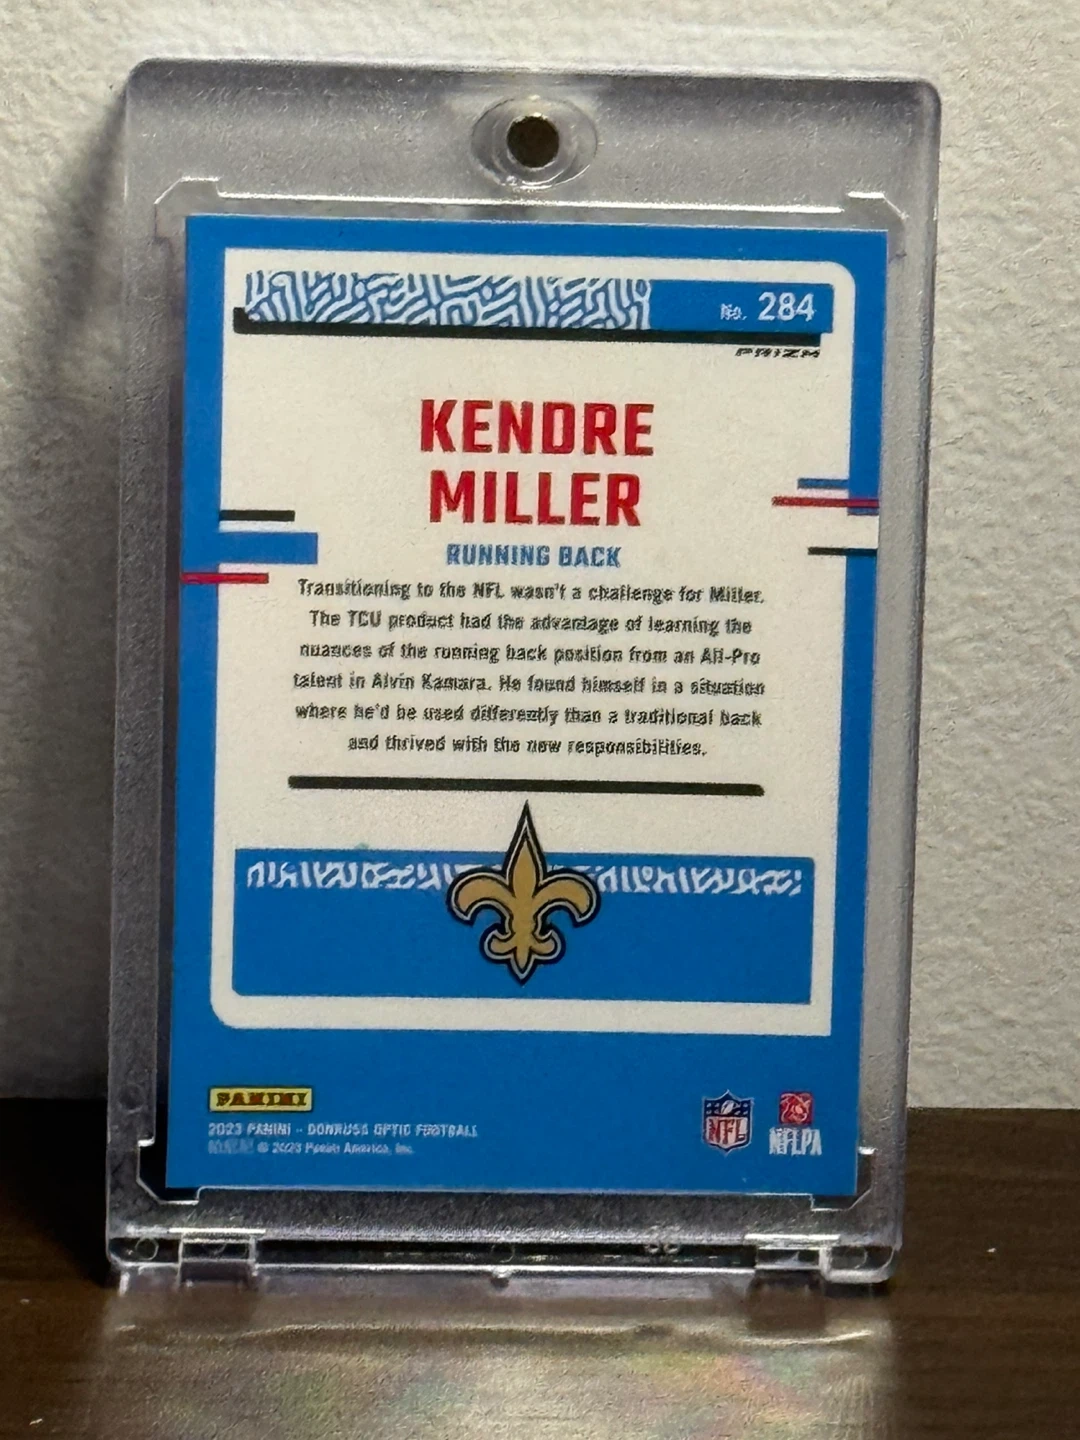 No. 284
PRIZM
KENDRE
MILLER
RUNNING BACK
Transitioning to the NFL wasn't a challenge for Miller.
The TCU product had the advantage of learning the
nuances of the running back position from an All-Pro
talent in Alvin Kamara. He found himself in a situation
where he'd be used differently than a traditional back
and thrived with the new responsibilities.
PANINI
2023 PANINI - DONRUSS OPTIC FOOTBALL
© 2023 Panini America, Inc.
NFL
NFLPA